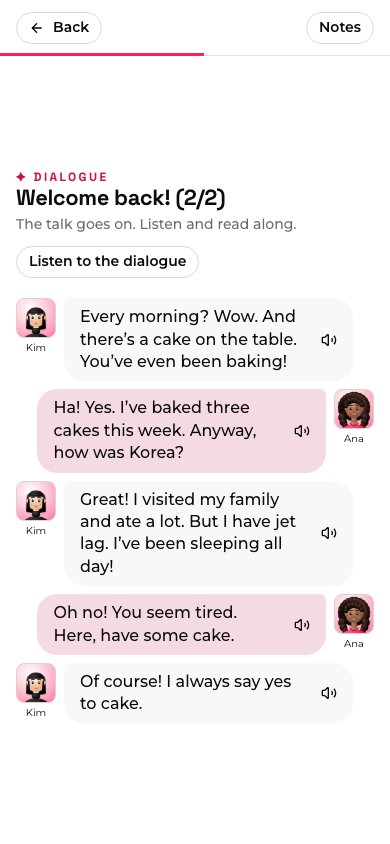 Back
Notes
DIALOGUE
Welcome back! (2/2)
The talk goes on. Listen and read along.
Listen to the dialogue
Every morning? Wow. And
there’s a cake on the table.
You’ve even been baking!
Kim
Ha! Yes. I’ve baked three
cakes this week. Anyway,
how was Korea?
Ana
Great! I visited my family
and ate a lot. But I have jet
lag. I’ve been sleeping all
day!
Kim
Oh no! You seem tired.
Here, have some cake.
Ana
Of course! I always say yes
to cake.
Kim